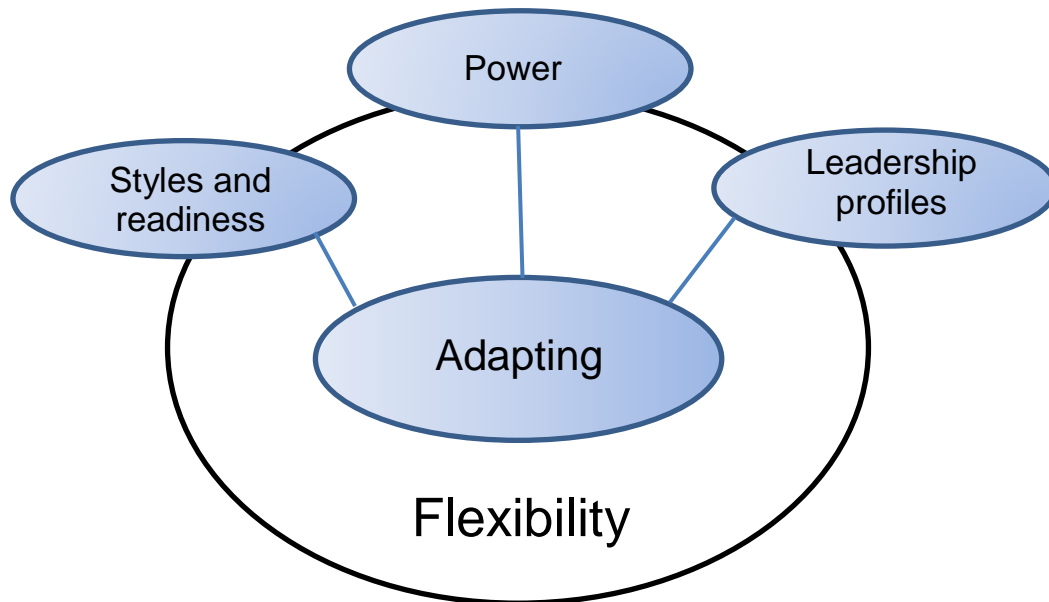 Power
Styles and
readiness
Leadership
profiles
Adapting
Flexibility